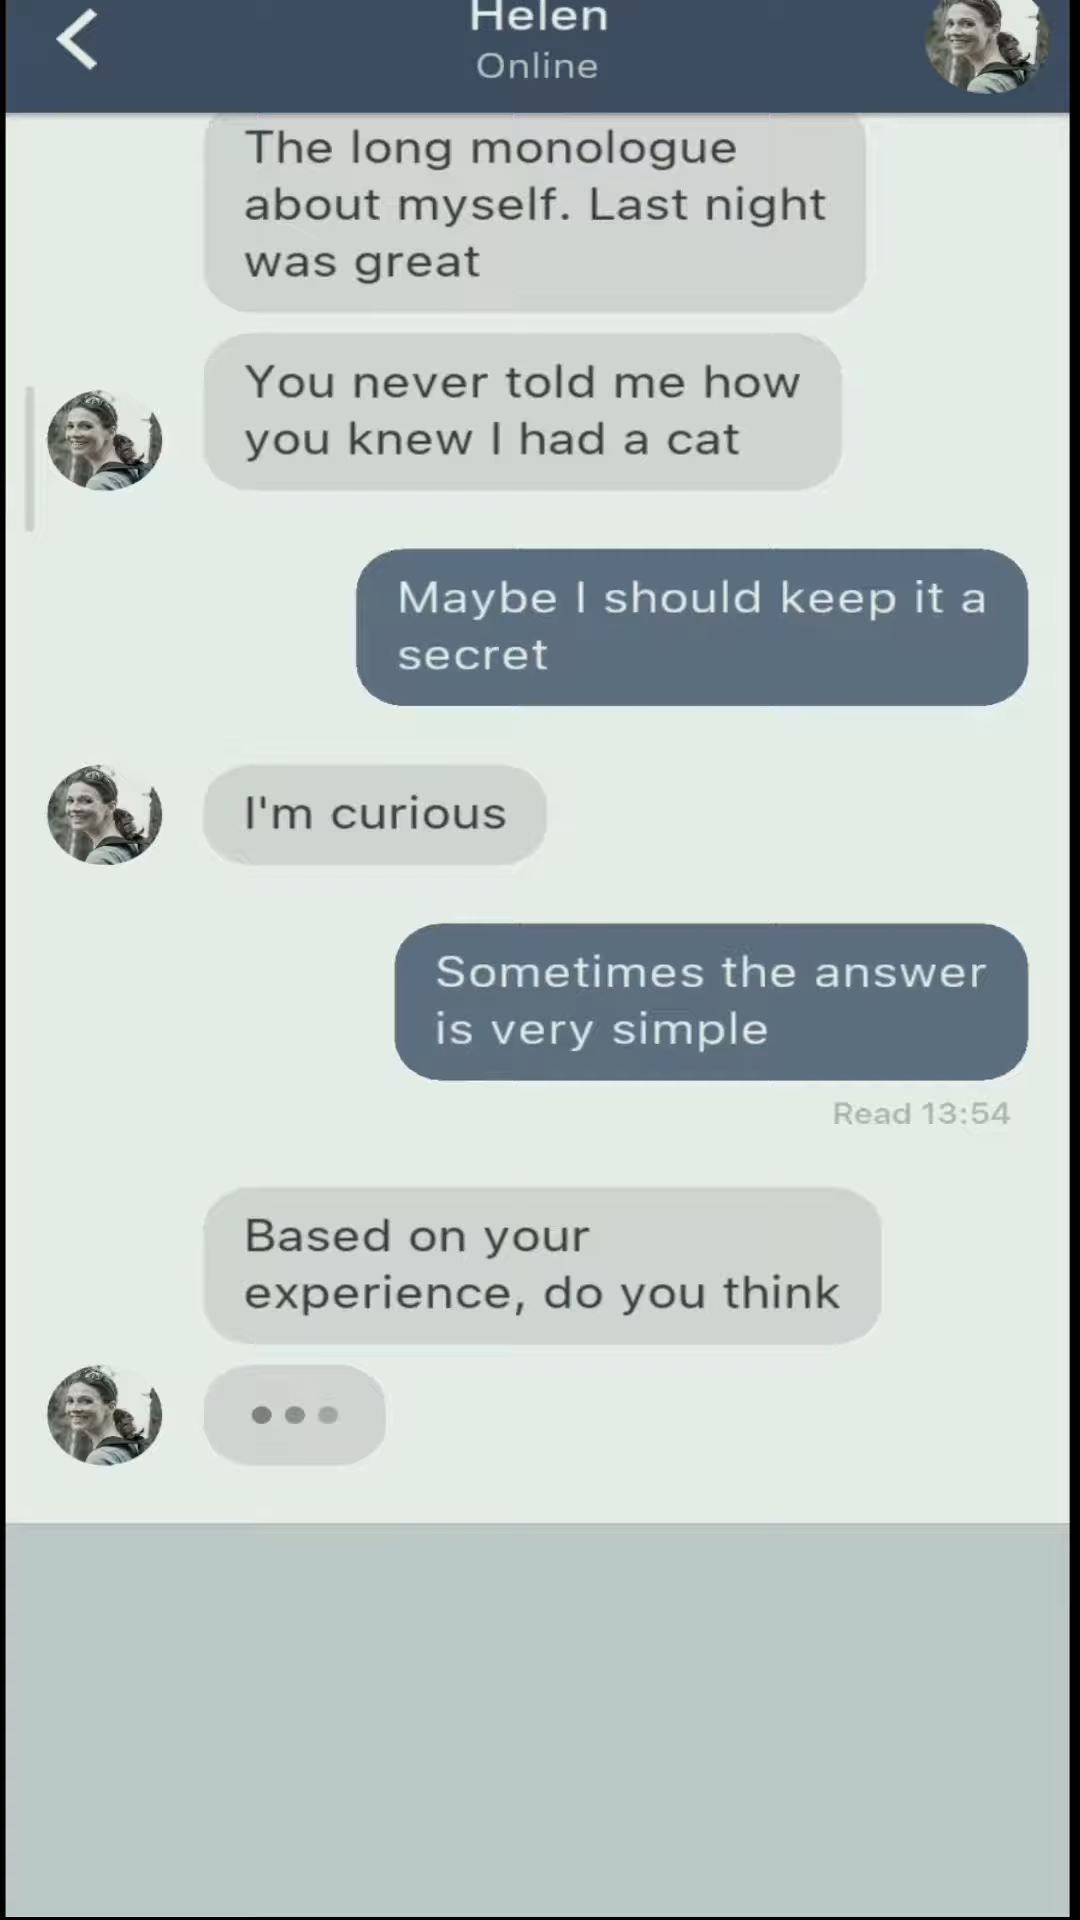 Helen
Online
The long monologue
about myself. Last night
was great
You never told me how
you knew I had a cat
Maybe I should keep it a
secret
I'm curious
Sometimes the answer
is very simple
Read 13:54
Based on your
experience, do you think